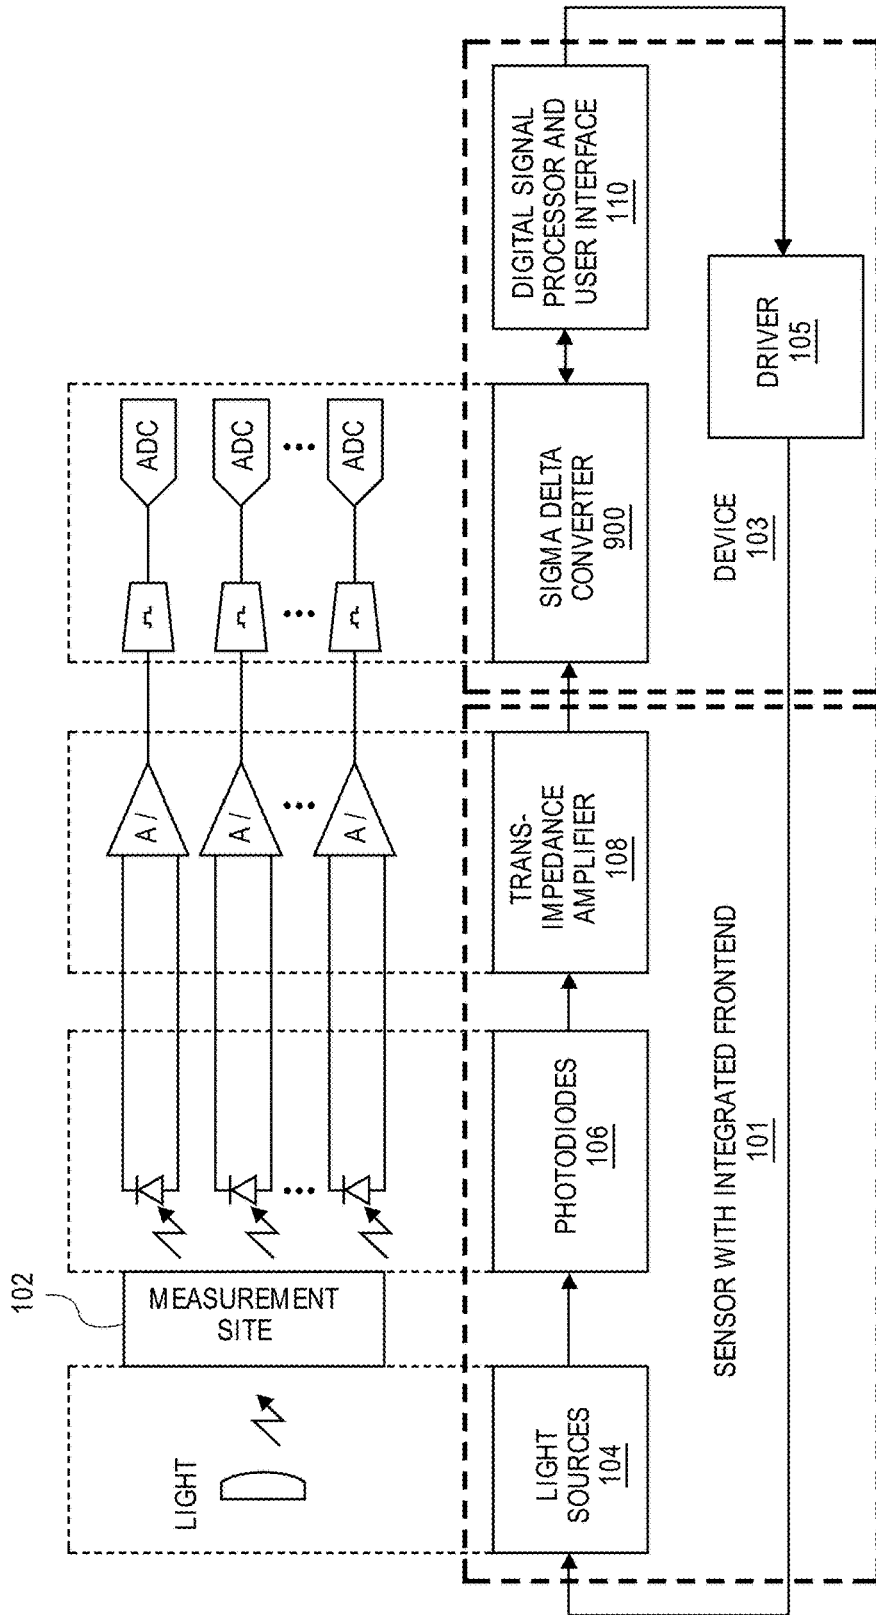 102
LIGHT
MEASUREMENT
SITE
A /
A /
A /
ADC
ADC
ADC
LIGHT
SOURCES
104
PHOTODIODES
106
TRANS-
IMPEDANCE
AMPLIFIER
108
SIGMA DELTA
CONVERTER
900
DIGITAL SIGNAL
PROCESSOR AND
USER INTERFACE
110
SENSOR WITH INTEGRATED FRONTEND
101
DEVICE
103
DRIVER
105